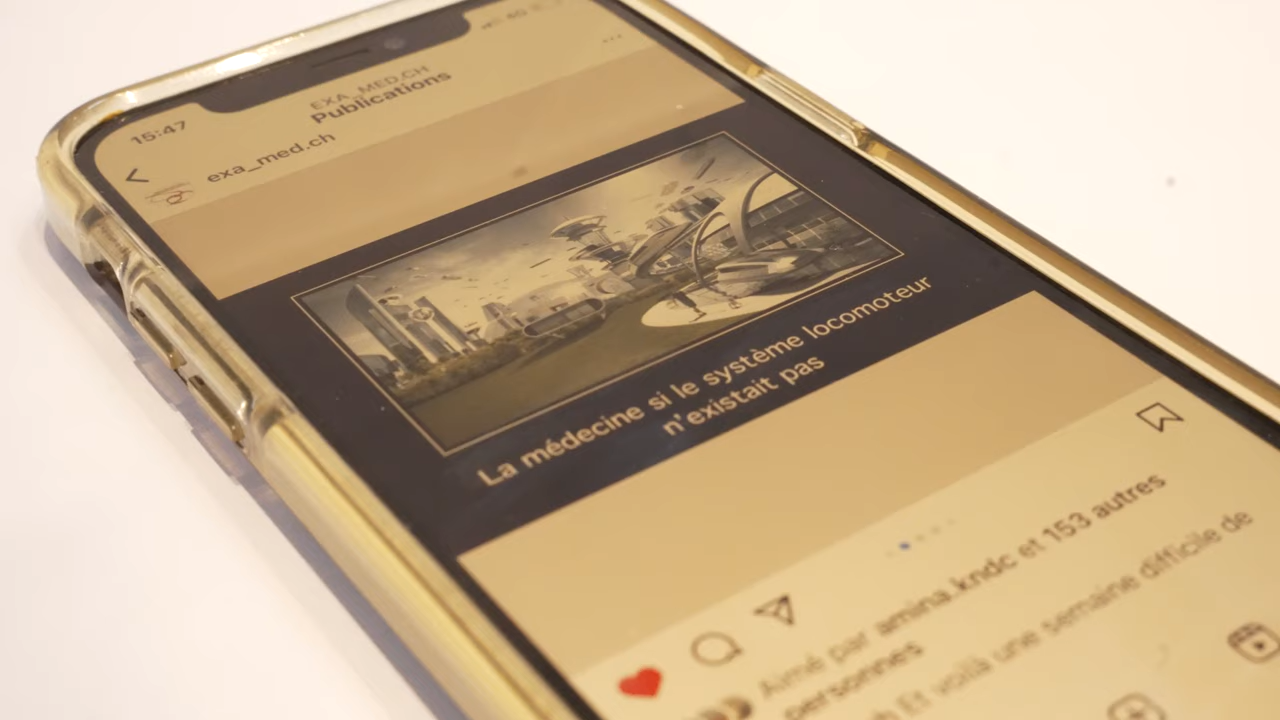 15:47
4G
EXA_MED.CH
Publications
exa_med.ch
La médecine si le système locomoteur
n'existait pas
Aimé par amina.kndc et 153 autres
personnes
Et voilà une semaine difficile de